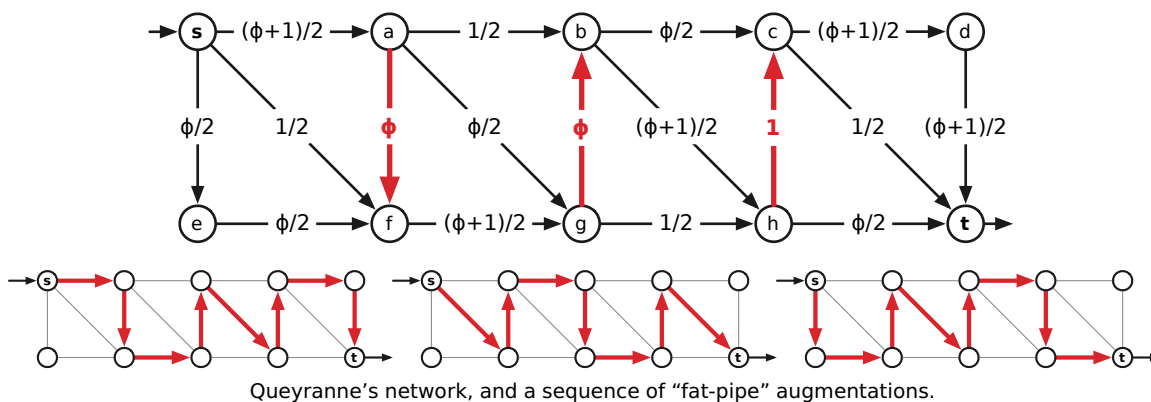 s (ϕ+1)/2 a 1/2 b ϕ/2 c (ϕ+1)/2 d
ϕ/2 1/2 ϕ ϕ/2 ϕ (ϕ+1)/2 1 1/2 (ϕ+1)/2
e ϕ/2 f (ϕ+1)/2 g 1/2 h ϕ/2 t
s s s
t t t
Queyranne’s network, and a sequence of “fat-pipe” augmentations.